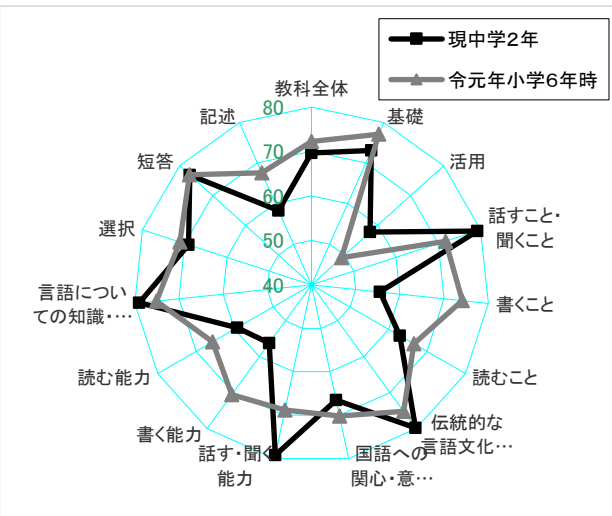 現中学2年
令元年小学6年時
教科全体
基礎
活用
話すこと・
聞くこと
書くこと
読むこと
伝統的な
言語文化…
国語への
関心・意…
話す・聞く
能力
書く能力
読む能力
言語につい
ての知識・…
選択
短答
記述
80
70
60
50
40